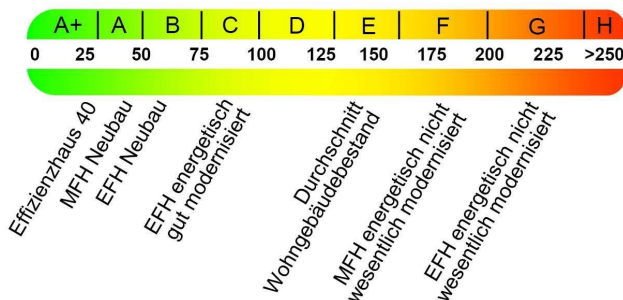 A+ A B C D E F G H
0 25 50 75 100 125 150 175 200 225 >250
Effizienzhaus 40
MFH Neubau
EFH Neubau
EFH energetisch
gut modernisiert
Durchschnitt
Wohngebäudebestand
MFH energetisch nicht
wesentlich modernisiert
EFH energetisch nicht
wesentlich modernisiert